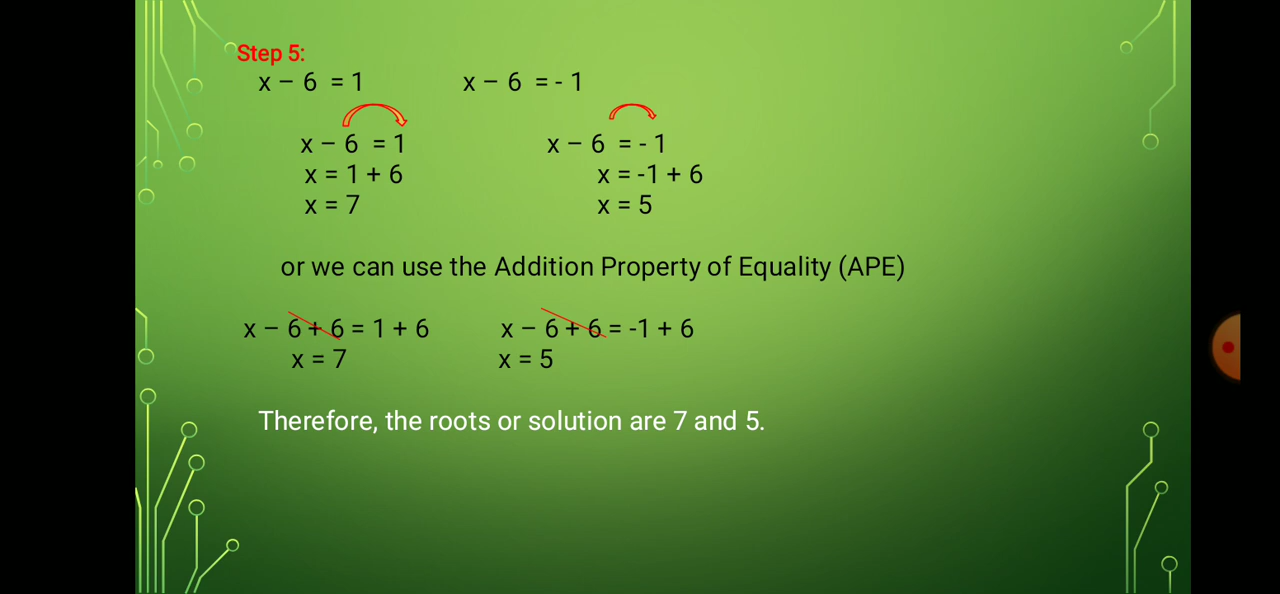 Step 5:
x – 6 = 1 x – 6 = - 1
x – 6 = 1 x – 6 = - 1
x = 1 + 6 x = -1 + 6
x = 7 x = 5
or we can use the Addition Property of Equality (APE)
x – 6 + 6 = 1 + 6 x – 6 + 6 = -1 + 6
x = 7 x = 5
Therefore, the roots or solution are 7 and 5.